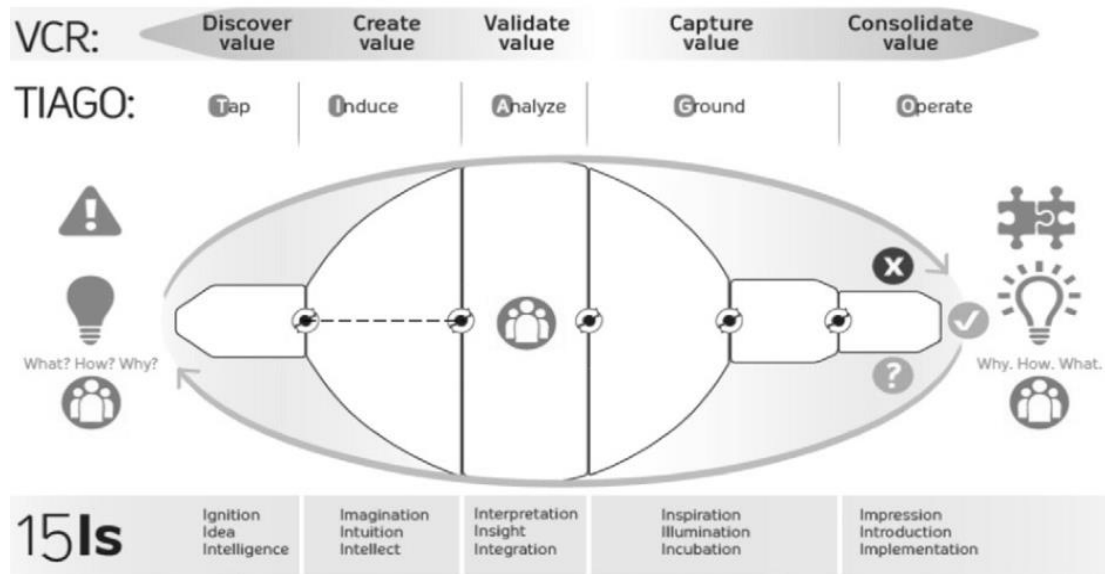 VCR:
Discover value
Create value
Validate value
Capture value
Consolidate value
TIAGO:
Tap
Induce
Analyze
Ground
Operate
!
X
✓
?
What? How? Why?
Why. How. What.
15Is
Ignition
Idea
Intelligence
Imagination
Intuition
Intellect
Interpretation
Insight
Integration
Inspiration
Illumination
Incubation
Impression
Introduction
Implementation